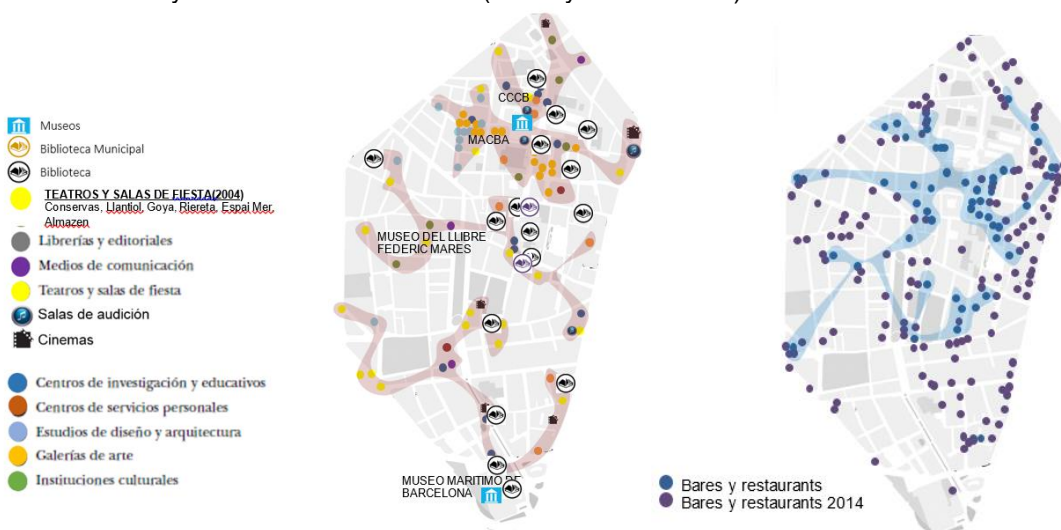 Museos
Biblioteca Municipal
Biblioteca
TEATROS Y SALAS DE FIESTA(2004)
Conservas, Llantiol, Goya, Riereta, Espai Mer,
Almazen
Librerías y editoriales
Medios de comunicación
Teatros y salas de fiesta
Salas de audición
Cinemas
Centros de investigación y educativos
Centros de servicios personales
Estudios de diseño y arquitectura
Galerías de arte
Instituciones culturales
CCCB
MACBA
MUSEO DEL LLIBRE
FEDERIC MARES
MUSEO MARITIMO DE
BARCELONA
Bares y restaurants
Bares y restaurants 2014